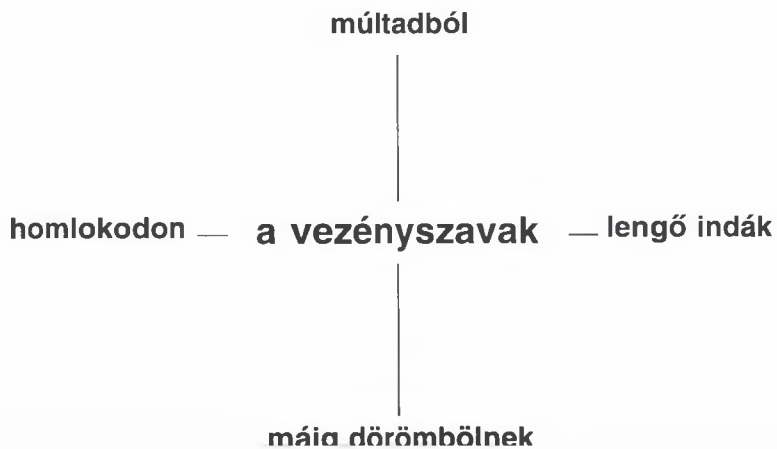 múltadból
homlokodon — a vezényszavak — lengő indák
máig dörömbölnek